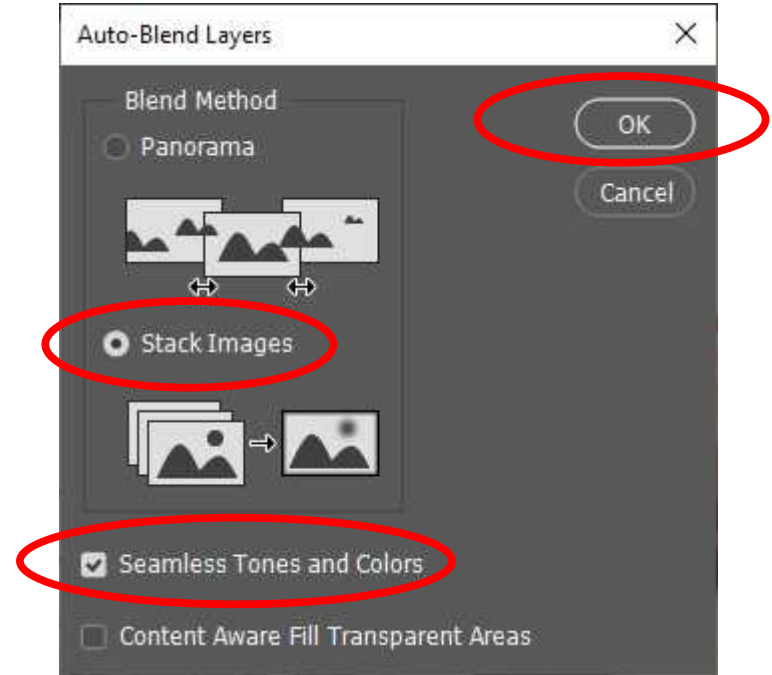 Auto-Blend Layers
Blend Method
OK
Panorama
Cancel
Stack Images
Seamless Tones and Colors
Content Aware Fill Transparent Areas